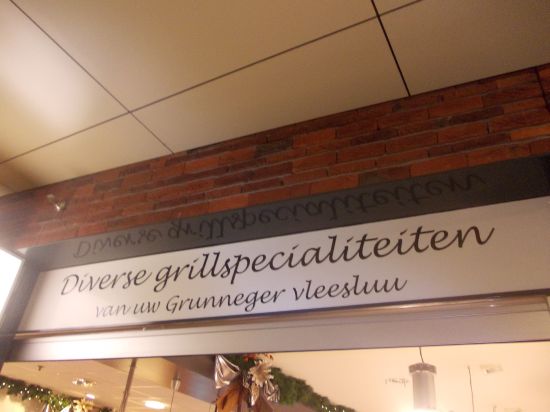 Diverse grillspecialiteiten
van uw Grunneger vleesluu